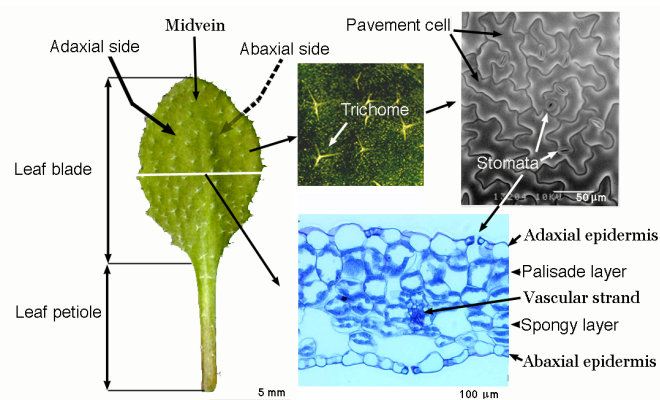 Midvein
Adaxial side
Abaxial side
Leaf blade
Leaf petiole
5 mm
Trichome
Pavement cell
Stomata
50 µm
Adaxial epidermis
Palisade layer
Vascular strand
Spongy layer
Abaxial epidermis
100 µm